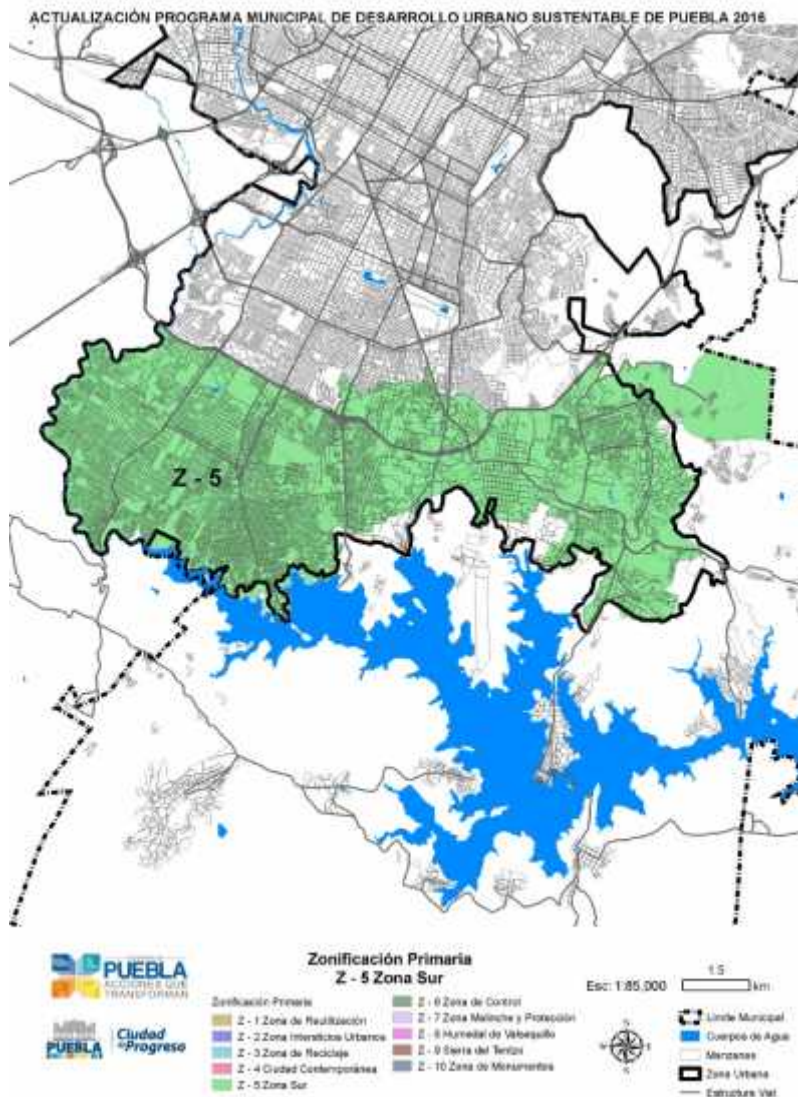 ACTUALIZACIÓN PROGRAMA MUNICIPAL DE DESARROLLO URBANO SUSTENTABLE DE PUEBLA 2016
Z - 5
PUEBLA
ACCIONES QUE
TRANSFORMAN
PUEBLA
Ciudad
de Progreso
Zonificación Primaria
Z - 5 Zona Sur
Zonificación Primaria
Z - 1 Zona de Reutilización
Z - 2 Zona Intersticios Urbanos
Z - 3 Zona de Reciclaje
Z - 4 Ciudad Contemporánea
Z - 5 Zona Sur
Z - 6 Zona de Control
Z - 7 Zona Malinche y Protección
Z - 8 Humedal de Valsequillo
Z - 9 Sierra del Tentzo
Z - 10 Zona de Monumentos
Esc: 1:85,000
1.5
km
N
S
E
Límite Municipal
Cuerpos de Agua
Manzanas
Zona Urbana
Estructura Vial